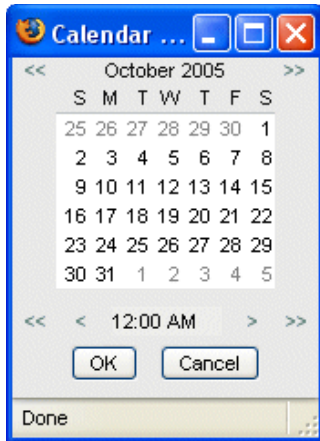 Calendar ...
<< October 2005 >>
S M T W T F S
25 26 27 28 29 30 1
2 3 4 5 6 7 8
9 10 11 12 13 14 15
16 17 18 19 20 21 22
23 24 25 26 27 28 29
30 31 1 2 3 4 5
<< < 12:00 AM > >>
OK Cancel
Done